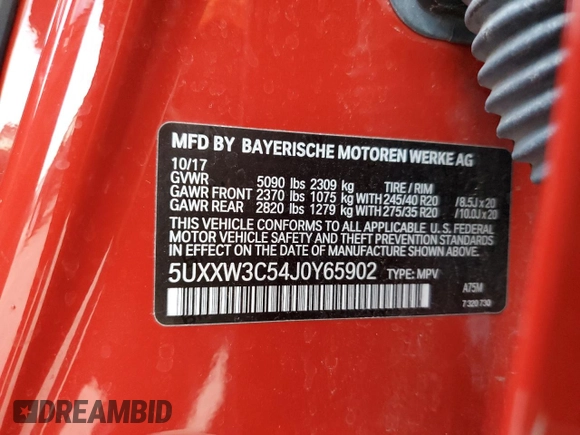 MFD BY BAYERISCHE MOTOREN WERKE AG
10/17
GVWR 5090 lbs 2309 kg TIRE / RIM
GAWR FRONT 2370 lbs 1075 kg WITH 245/40 R20 /8.5J x 20
GAWR REAR 2820 lbs 1279 kg WITH 275/35 R20 /10.0J x 20
THIS VEHICLE CONFORMS TO ALL APPLICABLE U. S. FEDERAL
MOTOR VEHICLE SAFETY AND THEFT PREVENTION STANDARDS
IN EFFECT ON THE DATE OF MANUFACTURE SHOWN ABOVE.
5UXXW3C54J0Y65902 TYPE: MPV
A75M
7 320 730
DREAMBID